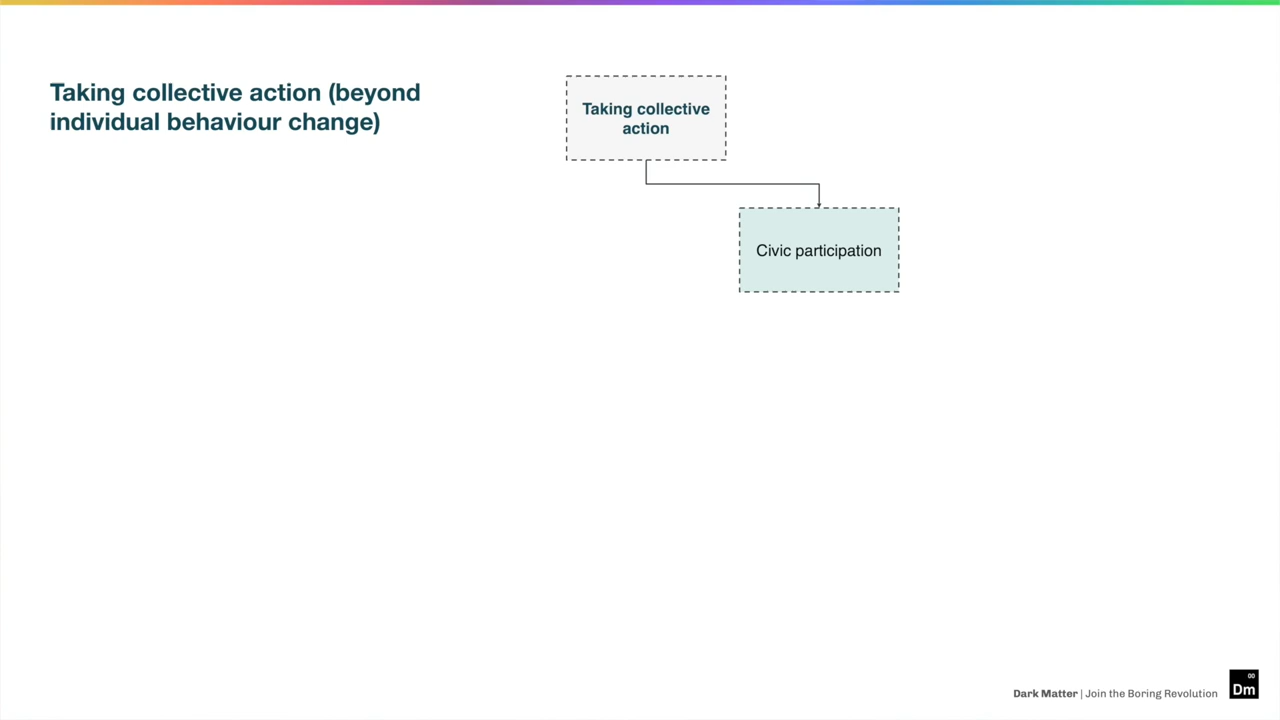 Taking collective action (beyond
individual behaviour change)
Taking collective
action
Civic participation
Dark Matter | Join the Boring Revolution
00
Dm